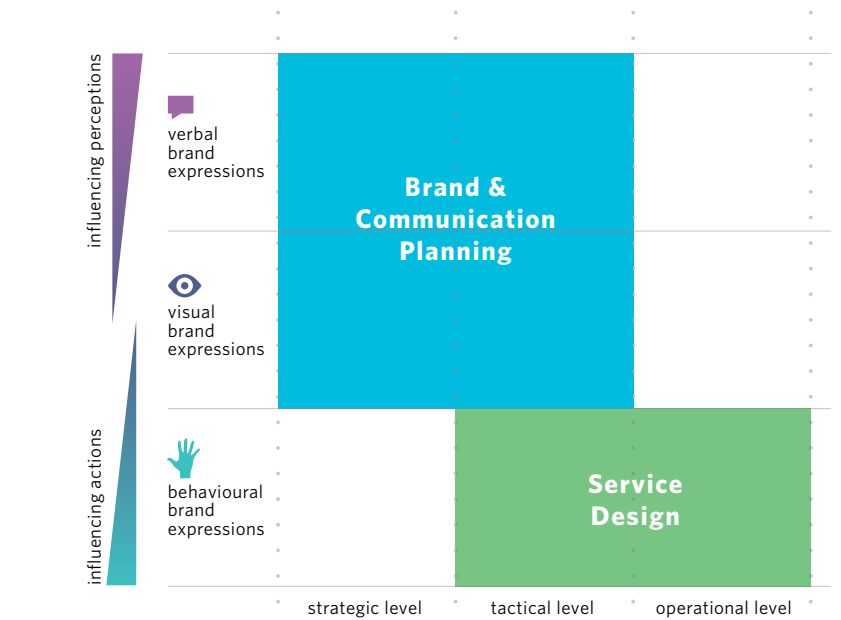 influencing perceptions
verbal
brand
expressions
Brand &
Communication
Planning
visual
brand
expressions
influencing actions
behavioural
brand
expressions
Service
Design
strategic level
tactical level
operational level